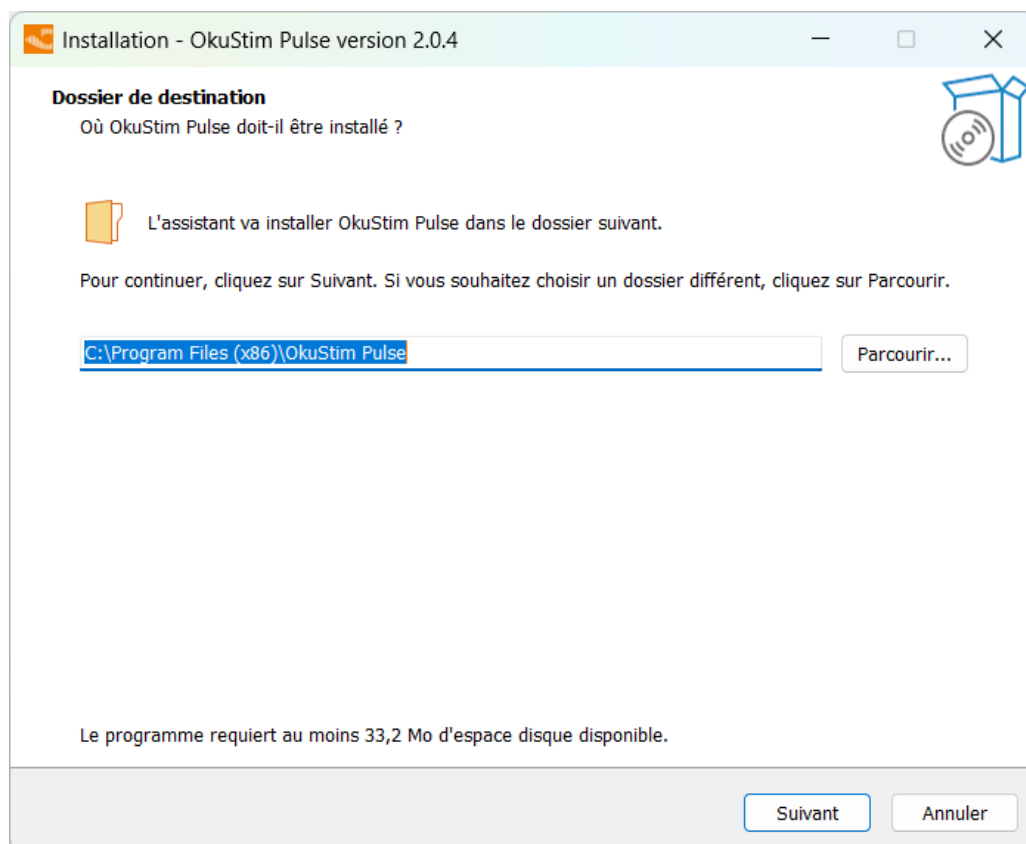 Installation - OkuStim Pulse version 2.0.4
Dossier de destination
Où OkuStim Pulse doit-il être installé ?
L'assistant va installer OkuStim Pulse dans le dossier suivant.
Pour continuer, cliquez sur Suivant. Si vous souhaitez choisir un dossier différent, cliquez sur Parcourir.
C:\Program Files (x86)\OkuStim Pulse
Parcourir...
Le programme requiert au moins 33,2 Mo d'espace disque disponible.
Suivant
Annuler